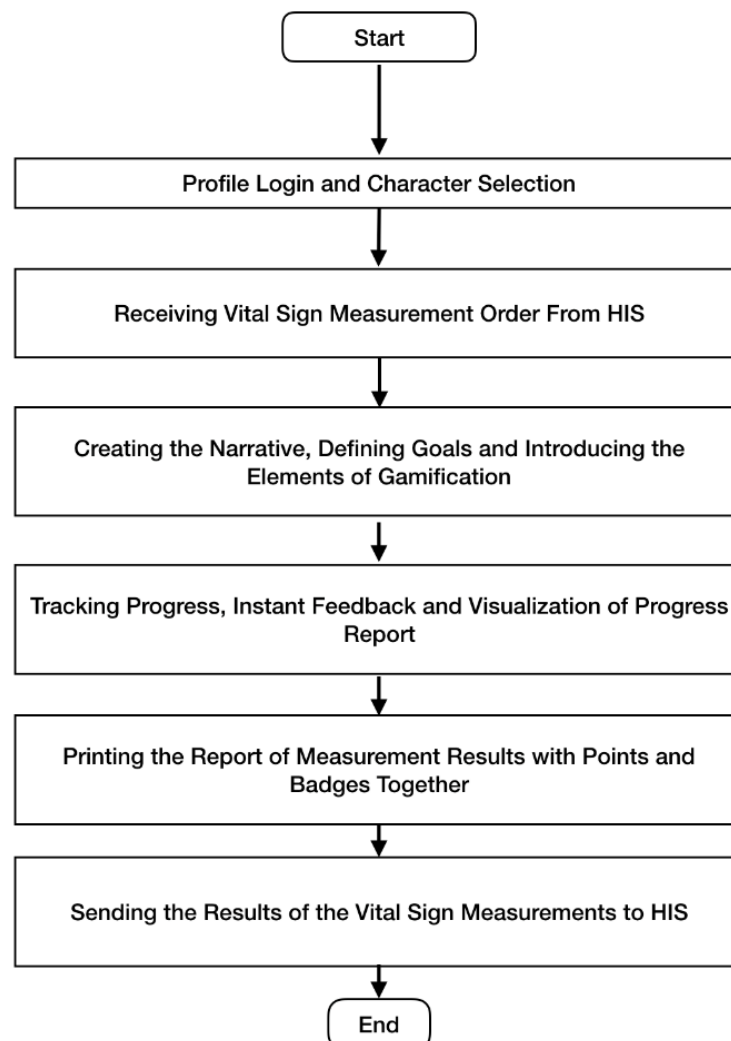 Start
Profile Login and Character Selection
Receiving Vital Sign Measurement Order From HIS
Creating the Narrative, Defining Goals and Introducing the
Elements of Gamification
Tracking Progress, Instant Feedback and Visualization of Progress
Report
Printing the Report of Measurement Results with Points and
Badges Together
Sending the Results of the Vital Sign Measurements to HIS
End